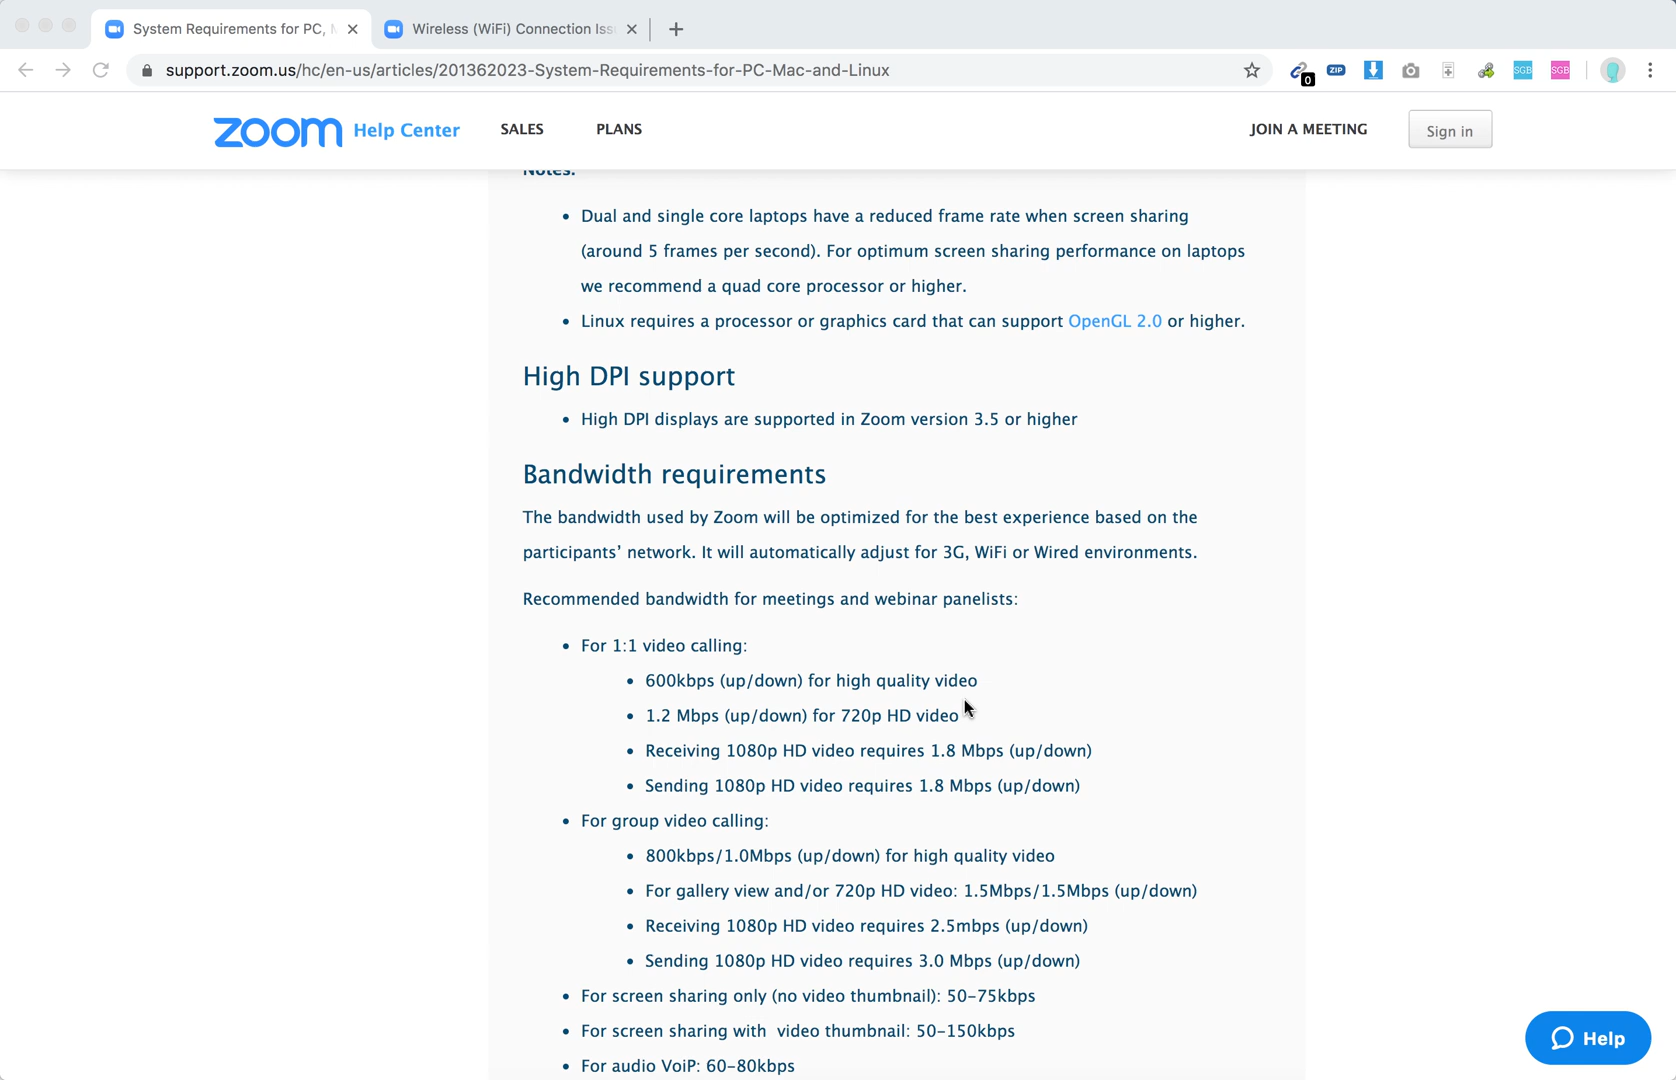 System Requirements for PC, M
Wireless (WiFi) Connection Iss
support.zoom.us/hc/en-us/articles/201362023-System-Requirements-for-PC-Mac-and-Linux
0
ZIP
SGB
SGB
zoom Help Center
SALES
PLANS
JOIN A MEETING
Sign in
Notes:
• Dual and single core laptops have a reduced frame rate when screen sharing
(around 5 frames per second). For optimum screen sharing performance on laptops
we recommend a quad core processor or higher.
• Linux requires a processor or graphics card that can support OpenGL 2.0 or higher.
High DPI support
• High DPI displays are supported in Zoom version 3.5 or higher
Bandwidth requirements
The bandwidth used by Zoom will be optimized for the best experience based on the
participants’ network. It will automatically adjust for 3G, WiFi or Wired environments.
Recommended bandwidth for meetings and webinar panelists:
• For 1:1 video calling:
• 600kbps (up/down) for high quality video
• 1.2 Mbps (up/down) for 720p HD video
• Receiving 1080p HD video requires 1.8 Mbps (up/down)
• Sending 1080p HD video requires 1.8 Mbps (up/down)
• For group video calling:
• 800kbps/1.0Mbps (up/down) for high quality video
• For gallery view and/or 720p HD video: 1.5Mbps/1.5Mbps (up/down)
• Receiving 1080p HD video requires 2.5mbps (up/down)
• Sending 1080p HD video requires 3.0 Mbps (up/down)
• For screen sharing only (no video thumbnail): 50-75kbps
• For screen sharing with video thumbnail: 50-150kbps
• For audio VoiP: 60-80kbps
Help